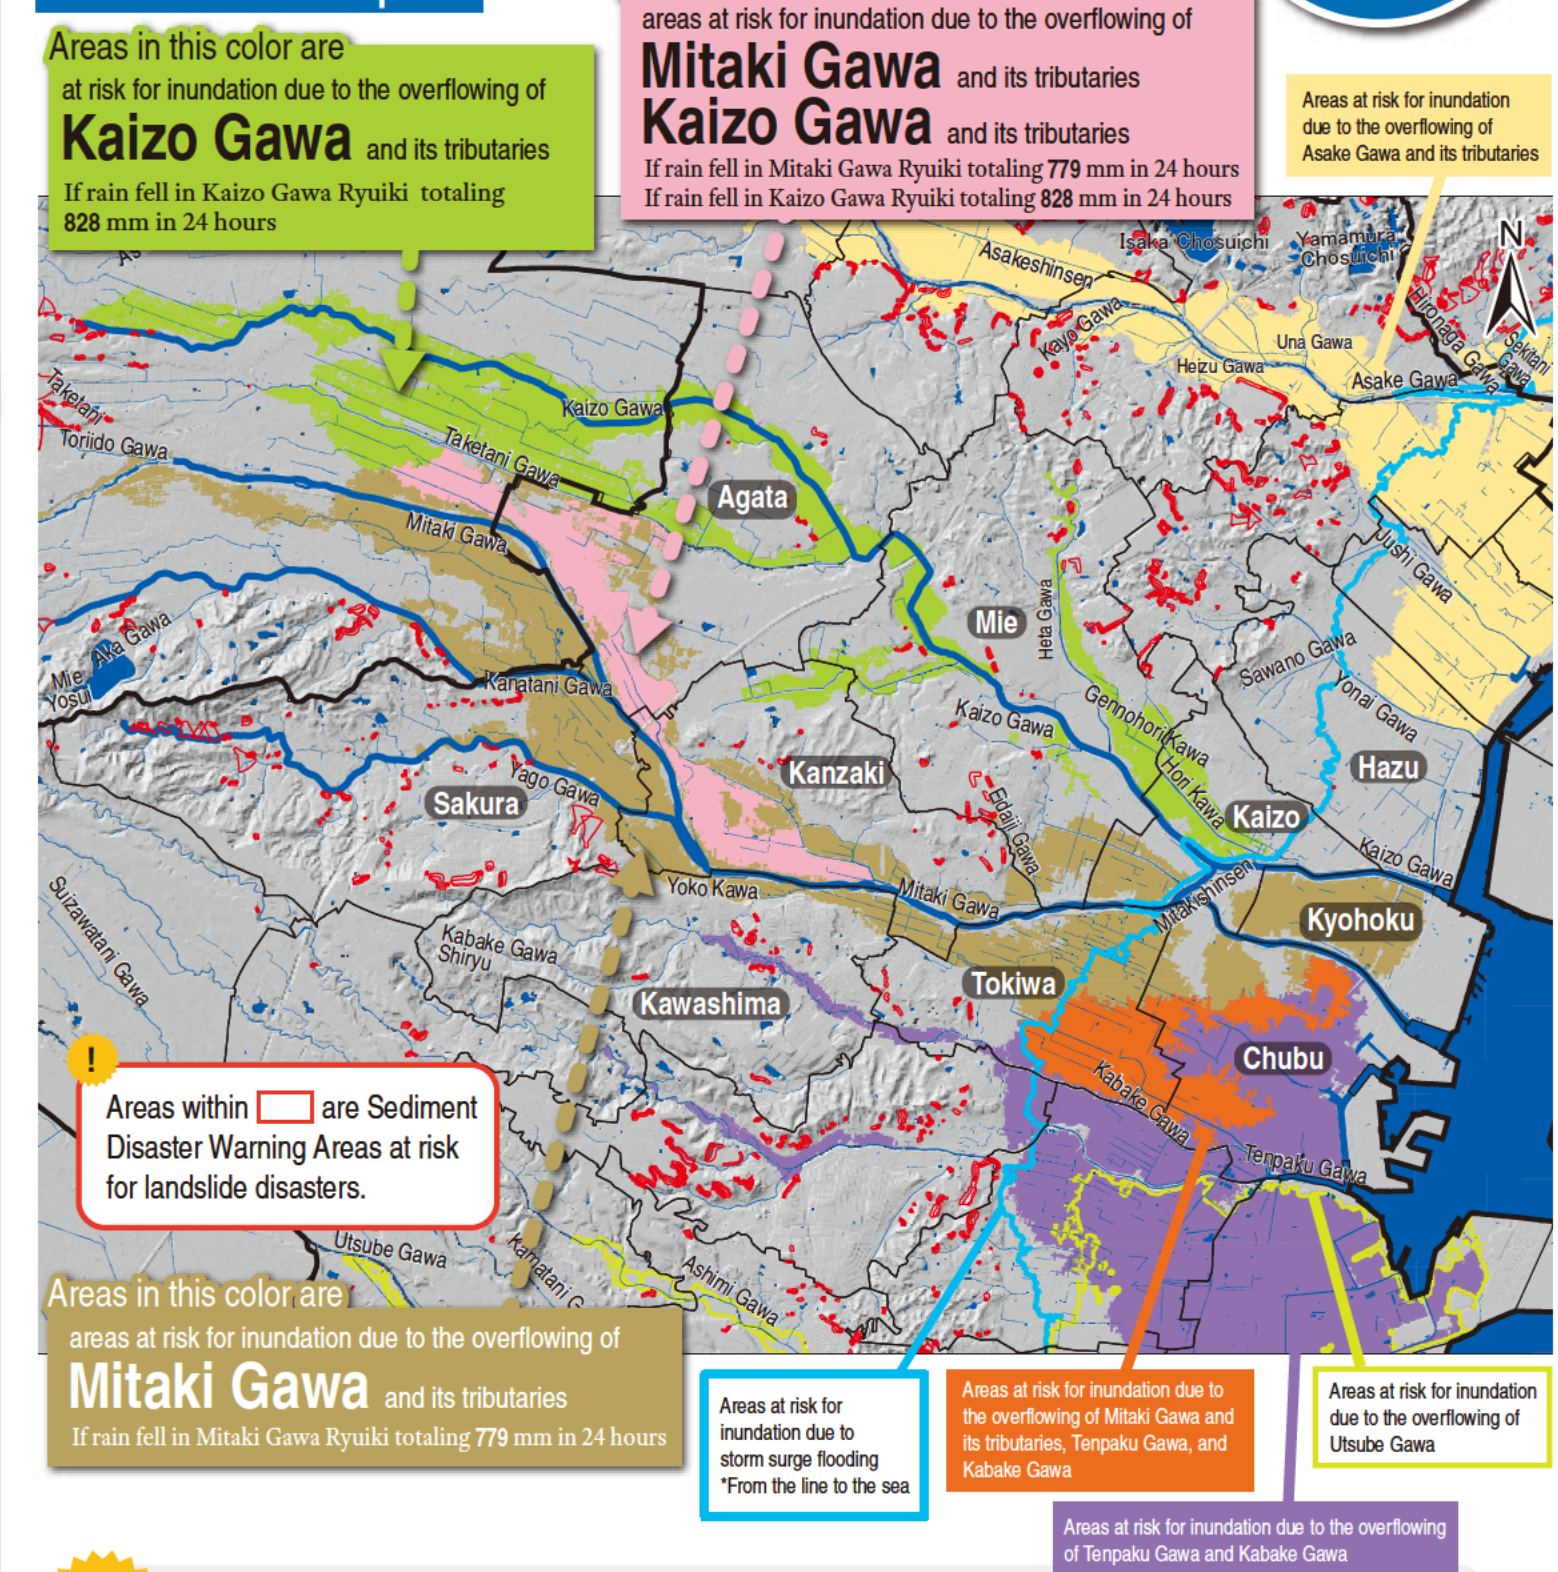 Areas in this color are
at risk for inundation due to the overflowing of
Kaizo Gawa and its tributaries
If rain fell in Kaizo Gawa Ryuiki totaling
828 mm in 24 hours
areas at risk for inundation due to the overflowing of
Mitaki Gawa and its tributaries
Kaizo Gawa and its tributaries
If rain fell in Mitaki Gawa Ryuiki totaling 779 mm in 24 hours
If rain fell in Kaizo Gawa Ryuiki totaling 828 mm in 24 hours
Areas at risk for inundation
due to the overflowing of
Asake Gawa and its tributaries
N
Isaka Chosuichi
Yamamura
Chosuichi
Asakeshinsen
Kayo Gawa
Una Gawa
Heizu Gawa
Asake Gawa
Hironaga Gawa
Sekitani
Gawa
Taketani
Toriido Gawa
Kaizo Gawa
Taketani Gawa
Agata
Mitaki Gawa
Jushi Gawa
Heta Gawa
Mie
Aka Gawa
Mie
Yosui
Kanatani Gawa
Sawano Gawa
Yonai Gawa
Gennohori Kawa
Kaizo Gawa
Hori Kawa
Hazu
Kanzaki
Yago Gawa
Sakura
Edaji Gawa
Kaizo
Kaizo Gawa
Yoko Kawa
Mitaki Gawa
Mitakishinsen
Kyohoku
Suizawatani Gawa
Kabake Gawa
Shiryu
Kawashima
Tokiwa
Chubu
Kabake Gawa
Tenpaku Gawa
!
Areas within are Sediment
Disaster Warning Areas at risk
for landslide disasters.
Utsube Gawa
Kamatani G
Ashimi Gawa
Areas in this color are
areas at risk for inundation due to the overflowing of
Mitaki Gawa and its tributaries
If rain fell in Mitaki Gawa Ryuiki totaling 779 mm in 24 hours
Areas at risk for
inundation due to
storm surge flooding
*From the line to the sea
Areas at risk for inundation due to
the overflowing of Mitaki Gawa and
its tributaries, Tenpaku Gawa, and
Kabake Gawa
Areas at risk for inundation
due to the overflowing of
Utsube Gawa
Areas at risk for inundation due to the overflowing
of Tenpaku Gawa and Kabake Gawa